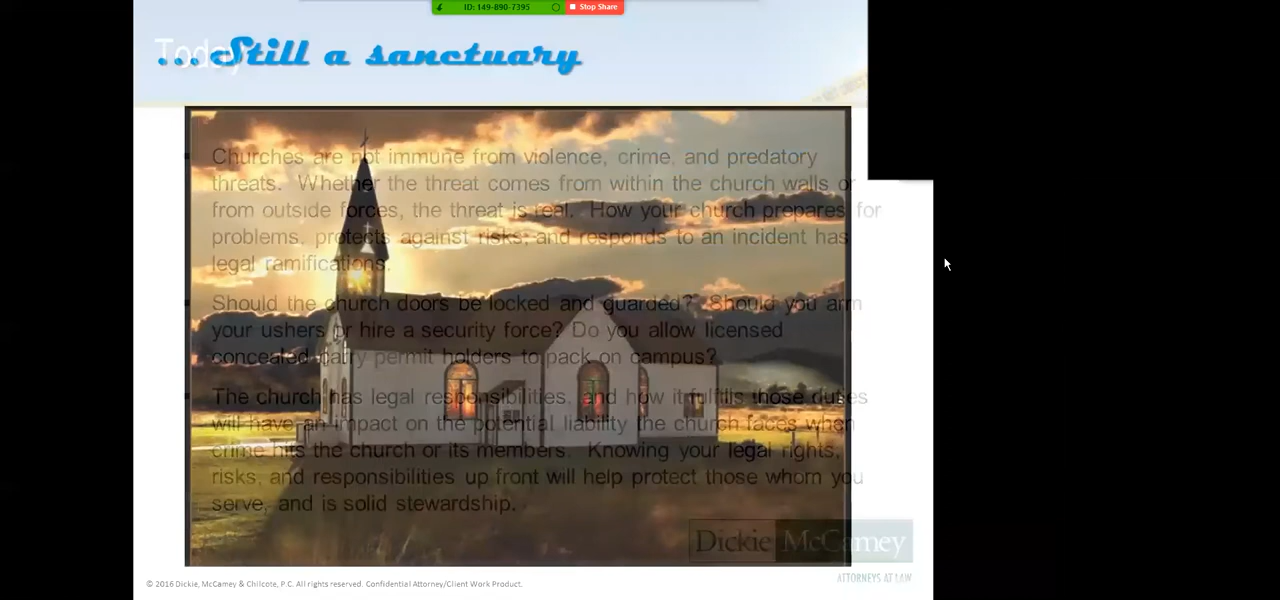 ID: 149-890-7395
Stop Share
Today
... Still a sanctuary
Churches are not immune from violence, crime, and predatory
threats. Whether the threat comes from within the church walls or
from outside forces, the threat is real. How your church prepares for
problems, protects against risks, and responds to an incident has
legal ramifications.
Should the church doors be locked and guarded? Should you arm
your ushers or hire a security force? Do you allow licensed
concealed carry permit holders to pack on campus?
The church has legal responsibilities, and how it fulfills those duties
will have an impact on the potential liability the church faces when
crime hits the church or its members. Knowing your legal rights,
risks, and responsibilities up front will help protect those whom you
serve, and is solid stewardship.
Dickie McCamey
ATTORNEYS AT LAW
© 2016 Dickie, McCamey & Chilcote, P.C. All rights reserved. Confidential Attorney/Client Work Product.